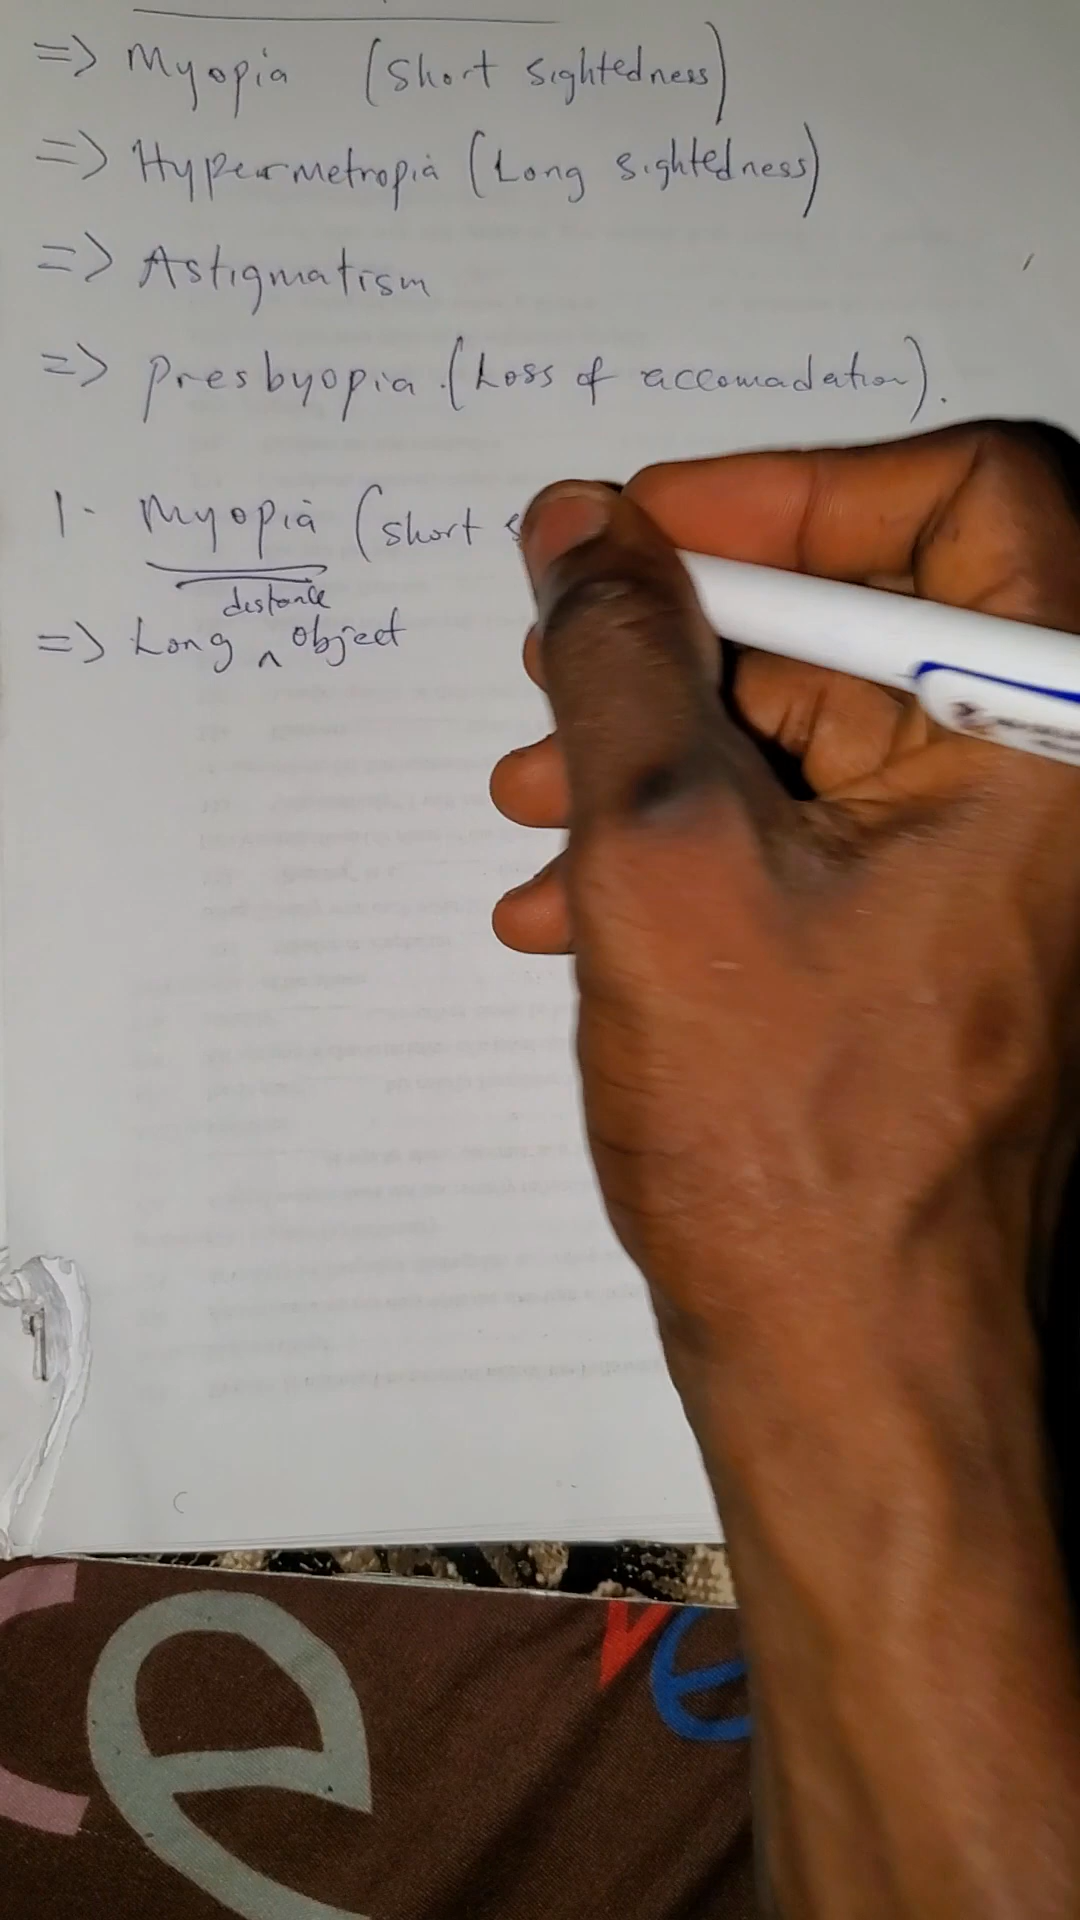 => Myopia (Short sightedness)
=> Hypermetropia (Long sightedness)
=> Astigmatism
=> presbyopia. (Loss of accomadation).
1. Myopia (short s
distance
=> Long ^ object